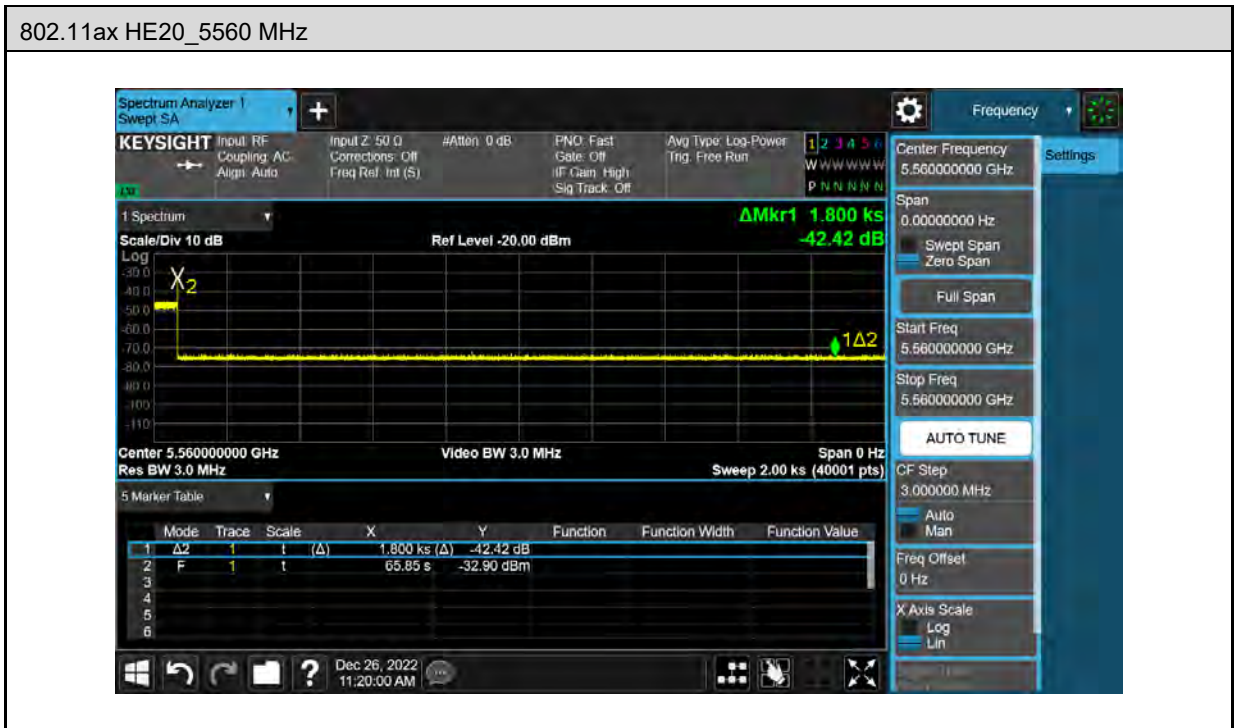 802.11ax HE20_5560 MHz
Spectrum Analyzer 1
Swept SA
+
Frequency
KEYSIGHT
Input: RF
Coupling: AC
Align: Auto
Input Z: 50 Ω
Corrections: Off
Freq Ref: Int (S)
#Atten: 0 dB
PNO: Fast
Gate: Off
IF Gain: High
Sig Track: Off
Avg Type: Log-Power
Trig: Free Run
1 2 3 4 5 6
W W W W W W
P N N N N N
Center Frequency
5.560000000 GHz
Settings
Span
0.00000000 Hz
Swept Span
Zero Span
Full Span
Start Freq
5.560000000 GHz
Stop Freq
5.560000000 GHz
AUTO TUNE
CF Step
3.000000 MHz
Auto
Man
Freq Offset
0 Hz
X Axis Scale
Log
Lin
1 Spectrum
ΔMkr1 1.800 ks
-42.42 dB
Scale/Div 10 dB
Ref Level -20.00 dBm
Log
-30.0
-40.0
-50.0
-60.0
-70.0
-80.0
-90.0
-100
-110
X2
1Δ2
Center 5.560000000 GHz
Video BW 3.0 MHz
Span 0 Hz
Res BW 3.0 MHz
Sweep 2.00 ks (40001 pts)
5 Marker Table
Mode Trace Scale X Y Function Function Width Function Value
1 Δ2 1 t (Δ) 1.800 ks (Δ) -42.42 dB
2 F 1 t 65.85 s -32.90 dBm
3
4
5
6
?
Dec 26, 2022
11:20:00 AM